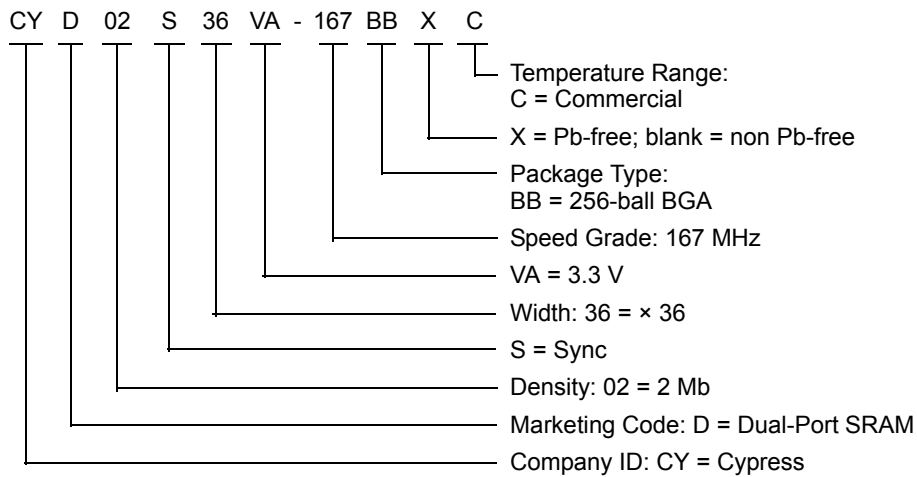 CY D 02 S 36 VA - 167 BB X C
Temperature Range:
C = Commercial
X = Pb-free; blank = non Pb-free
Package Type:
BB = 256-ball BGA
Speed Grade: 167 MHz
VA = 3.3 V
Width: 36 = × 36
S = Sync
Density: 02 = 2 Mb
Marketing Code: D = Dual-Port SRAM
Company ID: CY = Cypress